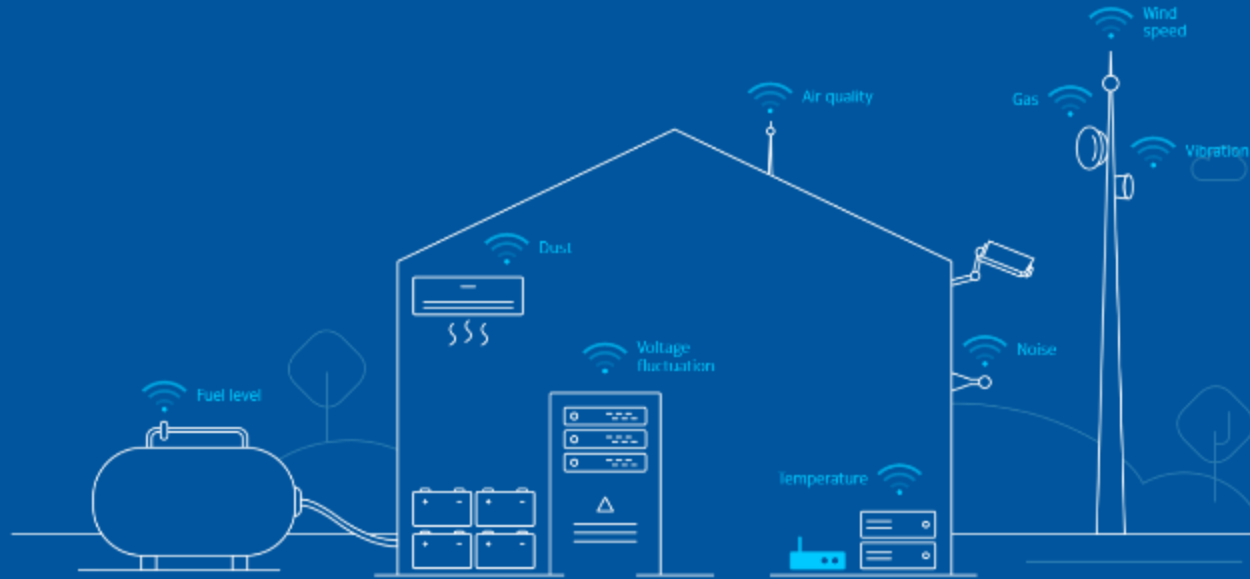 Wind
speed
Air quality
Gas
Vibration
Dust
Voltage
fluctuation
Noise
Fuel level
Temperature